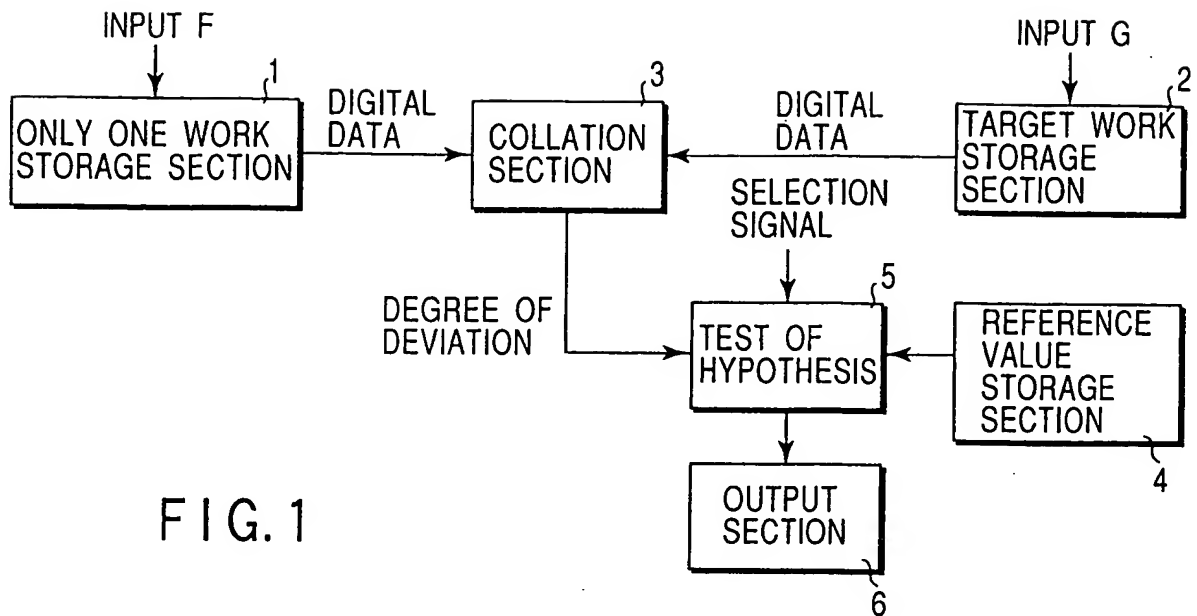 INPUT F
1
ONLY ONE WORK
STORAGE SECTION
DIGITAL
DATA
3
COLLATION
SECTION
DIGITAL
DATA
INPUT G
2
TARGET WORK
STORAGE
SECTION
SELECTION
SIGNAL
DEGREE OF
DEVIATION
5
TEST OF
HYPOTHESIS
REFERENCE
VALUE
STORAGE
SECTION
4
OUTPUT
SECTION
6
FIG. 1